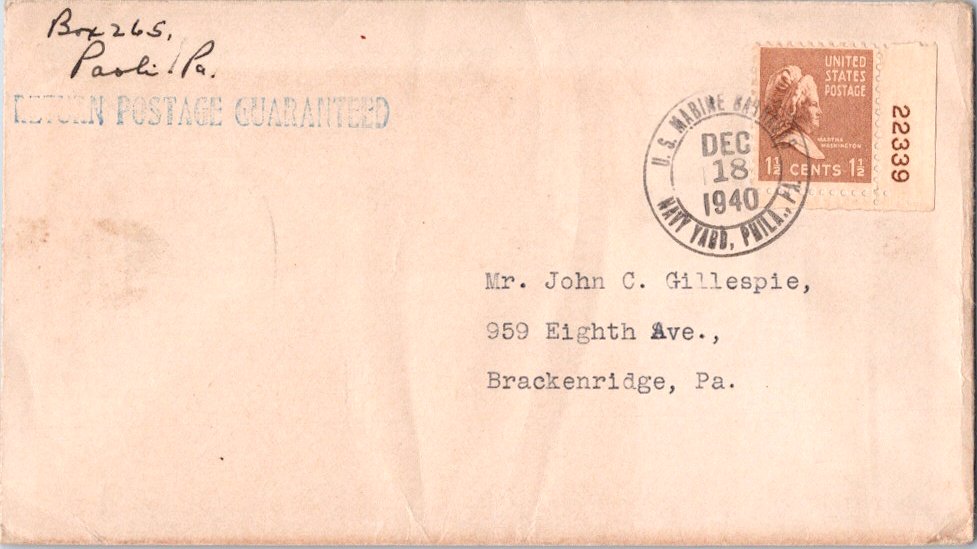 Box 265,
Paoli, Pa.
RETURN POSTAGE GUARANTEED
UNITED
STATES
POSTAGE
MARTHA
WASHINGTON
1½ CENTS 1½
22339
U. S. MARINE
DEC
18
1940
NAVY YARD, PHILA., PA.
Mr. John C. Gillespie,
959 Eighth Ave.,
Brackenridge, Pa.